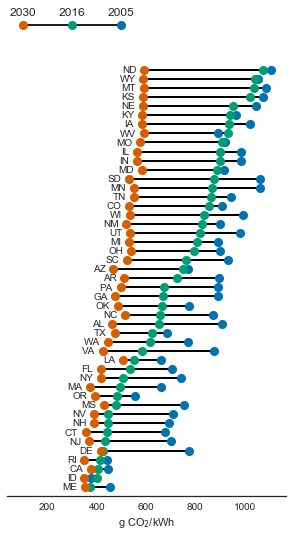 2030 2016 2005
ND
WY
MT
KS
NE
KY
IA
WV
MO
IL
IN
MD
SD
MN
TN
CO
WI
NM
UT
MI
OH
SC
AZ
AR
PA
GA
OK
NC
AL
TX
WA
VA
LA
FL
NY
MA
OR
MS
NV
NH
CT
NJ
DE
RI
CA
ID
ME
200 400 600 800 1000
g CO₂/kWh